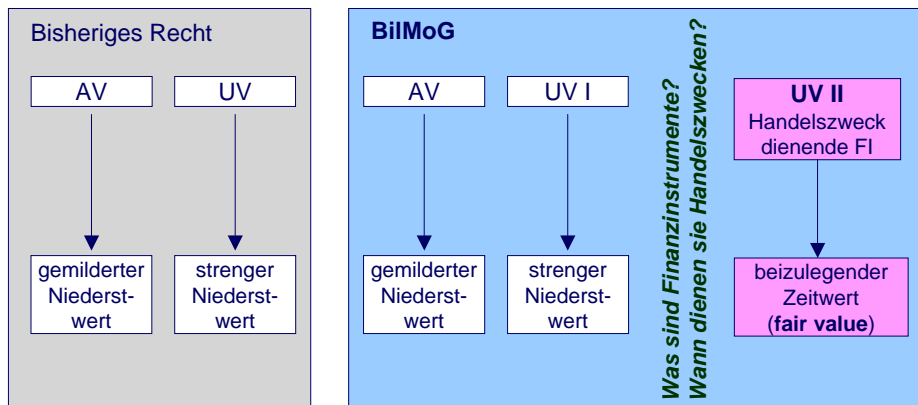 Bisheriges Recht
AV
UV
gemilderter
Niederst-
wert
strenger
Niederst-
wert
BilMoG
AV
UV I
gemilderter
Niederst-
wert
strenger
Niederst-
wert
Was sind Finanzinstrumente?
Wann dienen sie Handelszwecken?
UV II
Handelszweck
dienende FI
beizulegender
Zeitwert
(fair value)